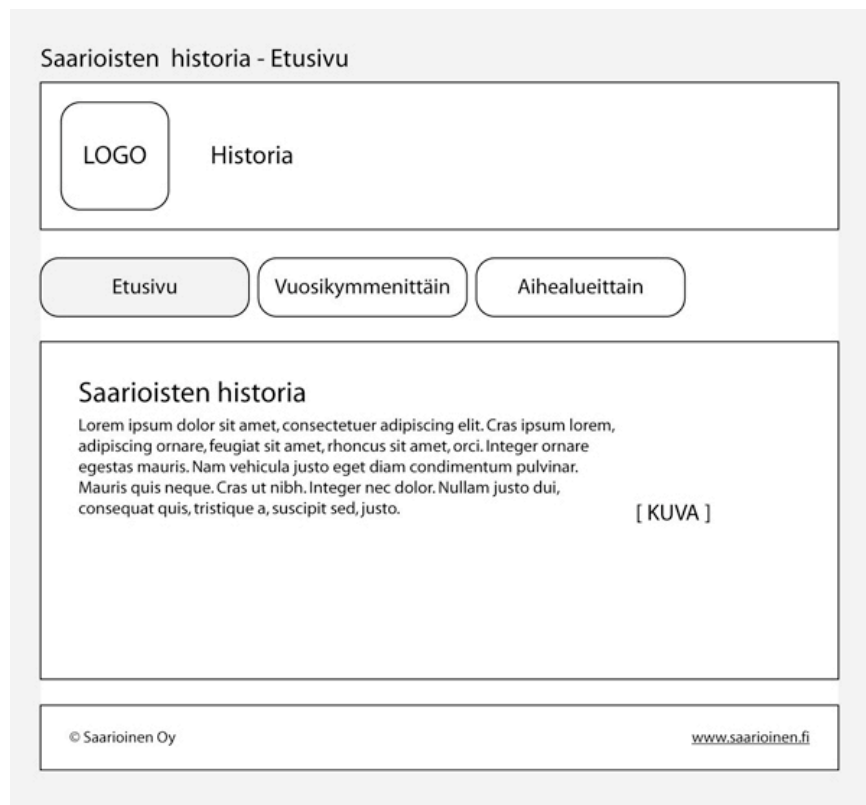 Saarioisten historia - Etusivu
LOGO
Historia
Etusivu
Vuosikymmenittäin
Aihealueittain
Saarioisten historia
Lorem ipsum dolor sit amet, consectetuer adipiscing elit. Cras ipsum lorem,
adipiscing ornare, feugiat sit amet, rhoncus sit amet, orci. Integer ornare
egestas mauris. Nam vehicula justo eget diam condimentum pulvinar.
Mauris quis neque. Cras ut nibh. Integer nec dolor. Nullam justo dui,
consequat quis, tristique a, suscipit sed, justo.
[ KUVA ]
© Saarioinen Oy
www.saarioinen.fi